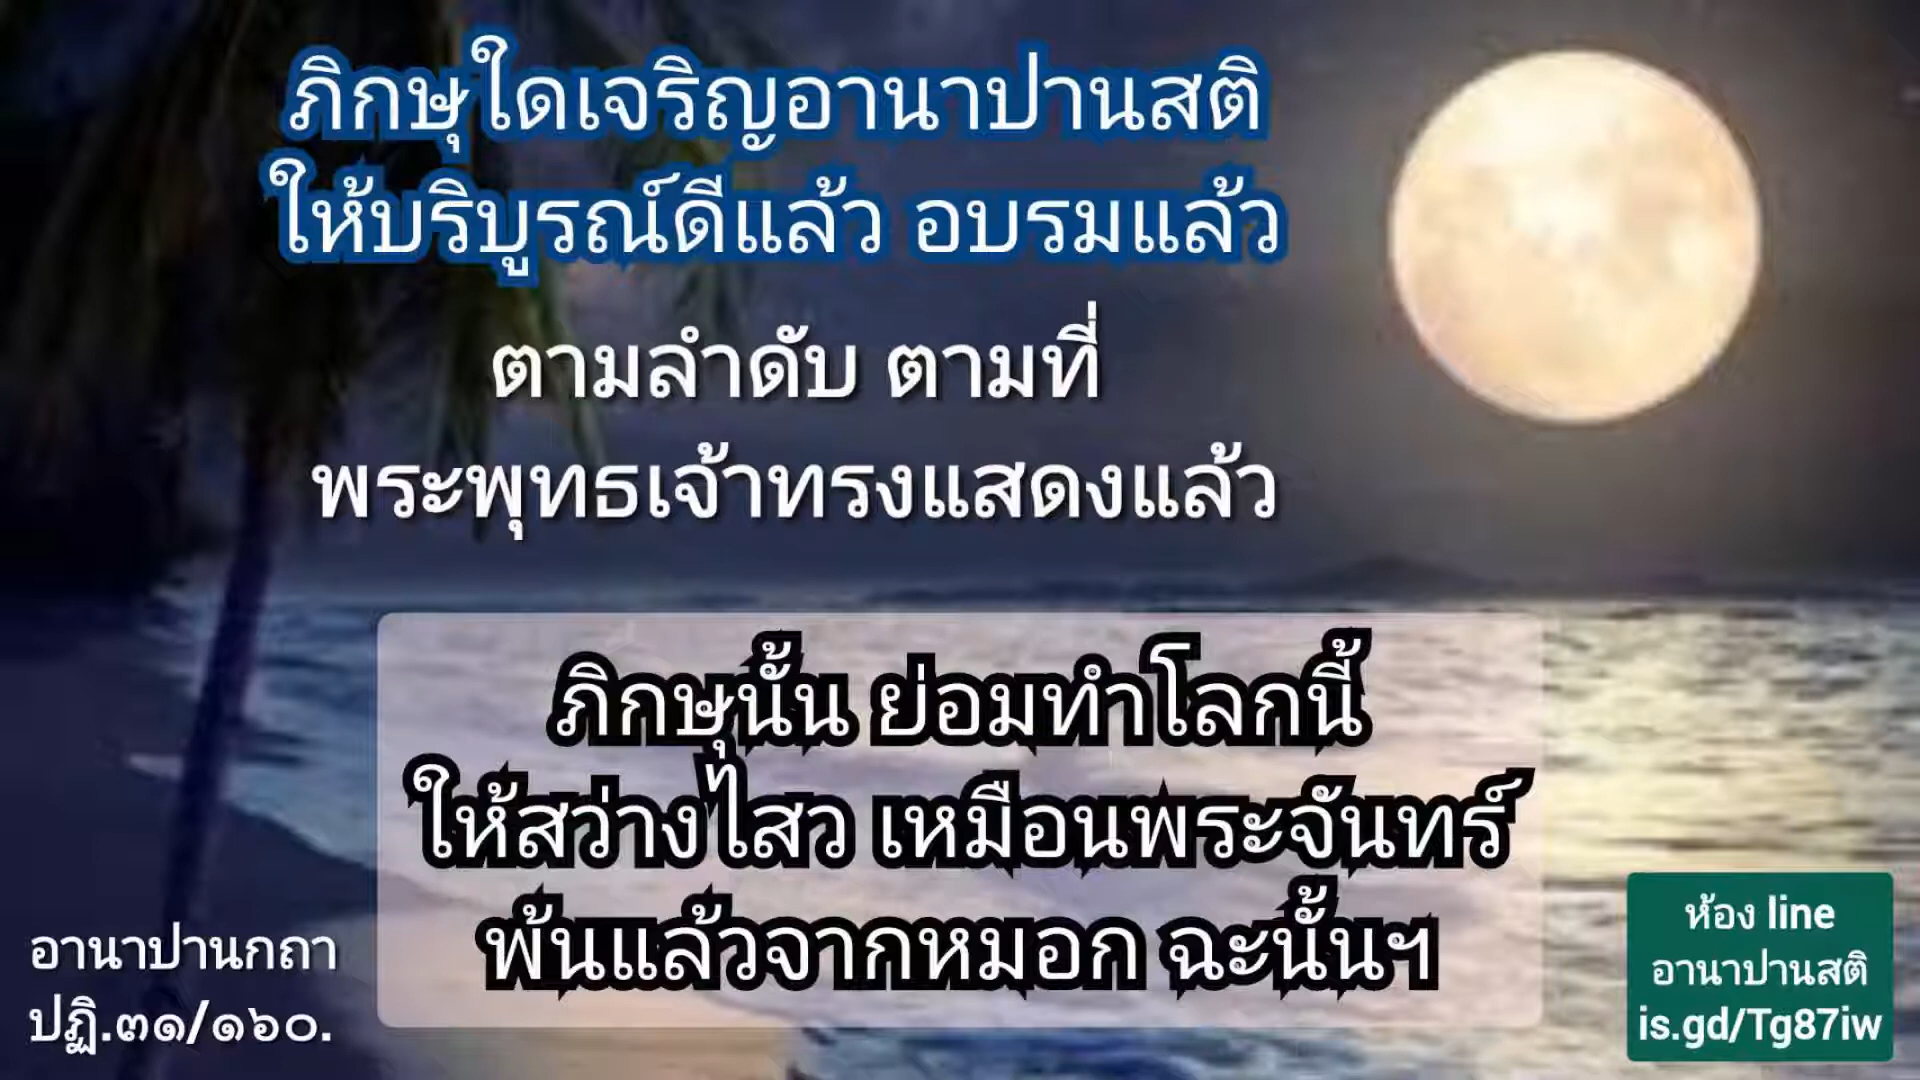 ภิกษุใดเจริญอานาปานสติ
ให้บริบูรณ์ดีแล้ว อบรมแล้ว
ตามลำดับ ตามที่
พระพุทธเจ้าทรงแสดงแล้ว
ภิกษุนั้น ย่อมทำโลกนี้
ให้สว่างไสว เหมือนพระจันทร์
พ้นแล้วจากหมอก ฉะนั้นฯ
อานาปานกถา
ปฏิ.๓๑/๑๖๐.
ห้อง line
อานาปานสติ
is.gd/Tg87iw